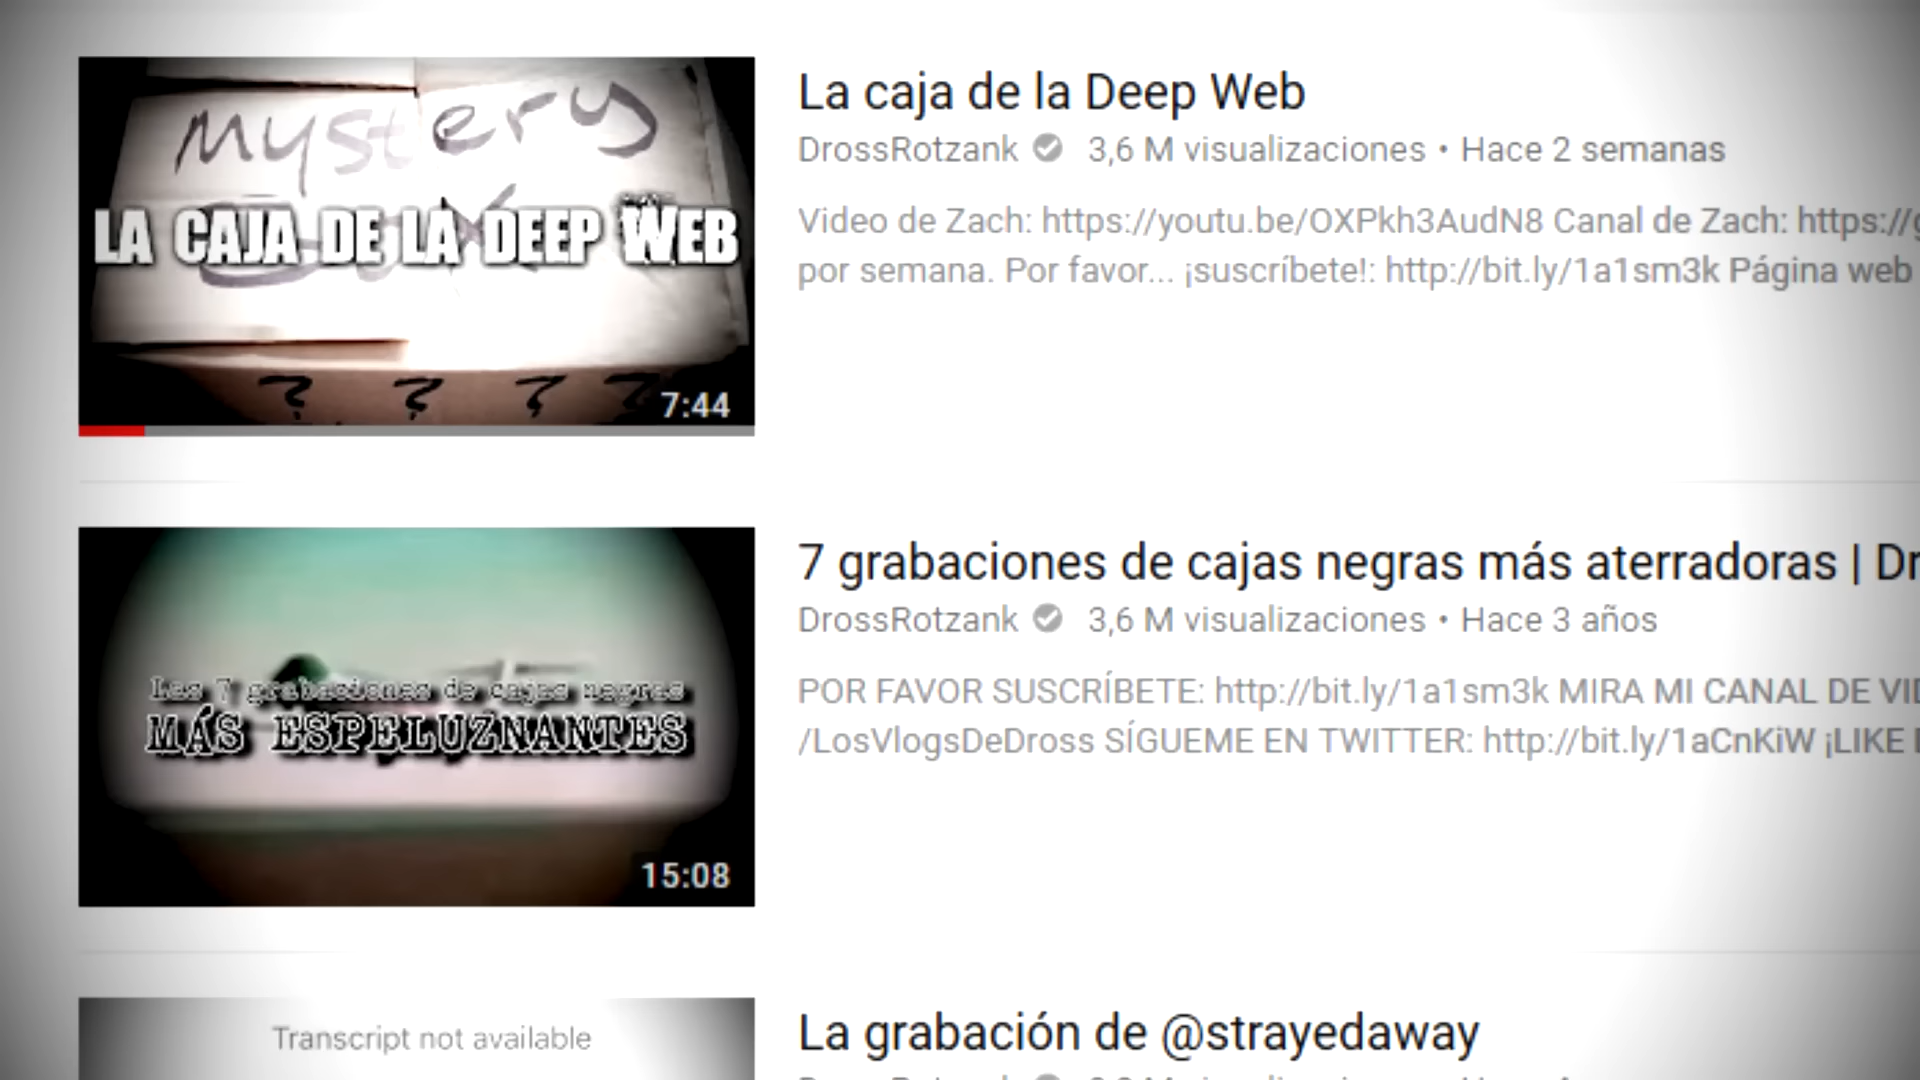 mystery
LA CAJA DE LA DEEP WEB
? ? ? ?
7:44
La caja de la Deep Web
DrossRotzank 3,6 M visualizaciones • Hace 2 semanas
Video de Zach: https://youtu.be/OXPkh3AudN8 Canal de Zach: https://g
por semana. Por favor... ¡suscríbete!: http://bit.ly/1a1sm3k Página web
Las 7 grabaciones de cajas negras
MÁS ESPELUZNANTES
15:08
7 grabaciones de cajas negras más aterradoras | Dr
DrossRotzank 3,6 M visualizaciones • Hace 3 años
POR FAVOR SUSCRÍBETE: http://bit.ly/1a1sm3k MIRA MI CANAL DE VID
/LosVlogsDeDross SÍGUEME EN TWITTER: http://bit.ly/1aCnKiW ¡LIKE
Transcript not available
La grabación de @strayedaway